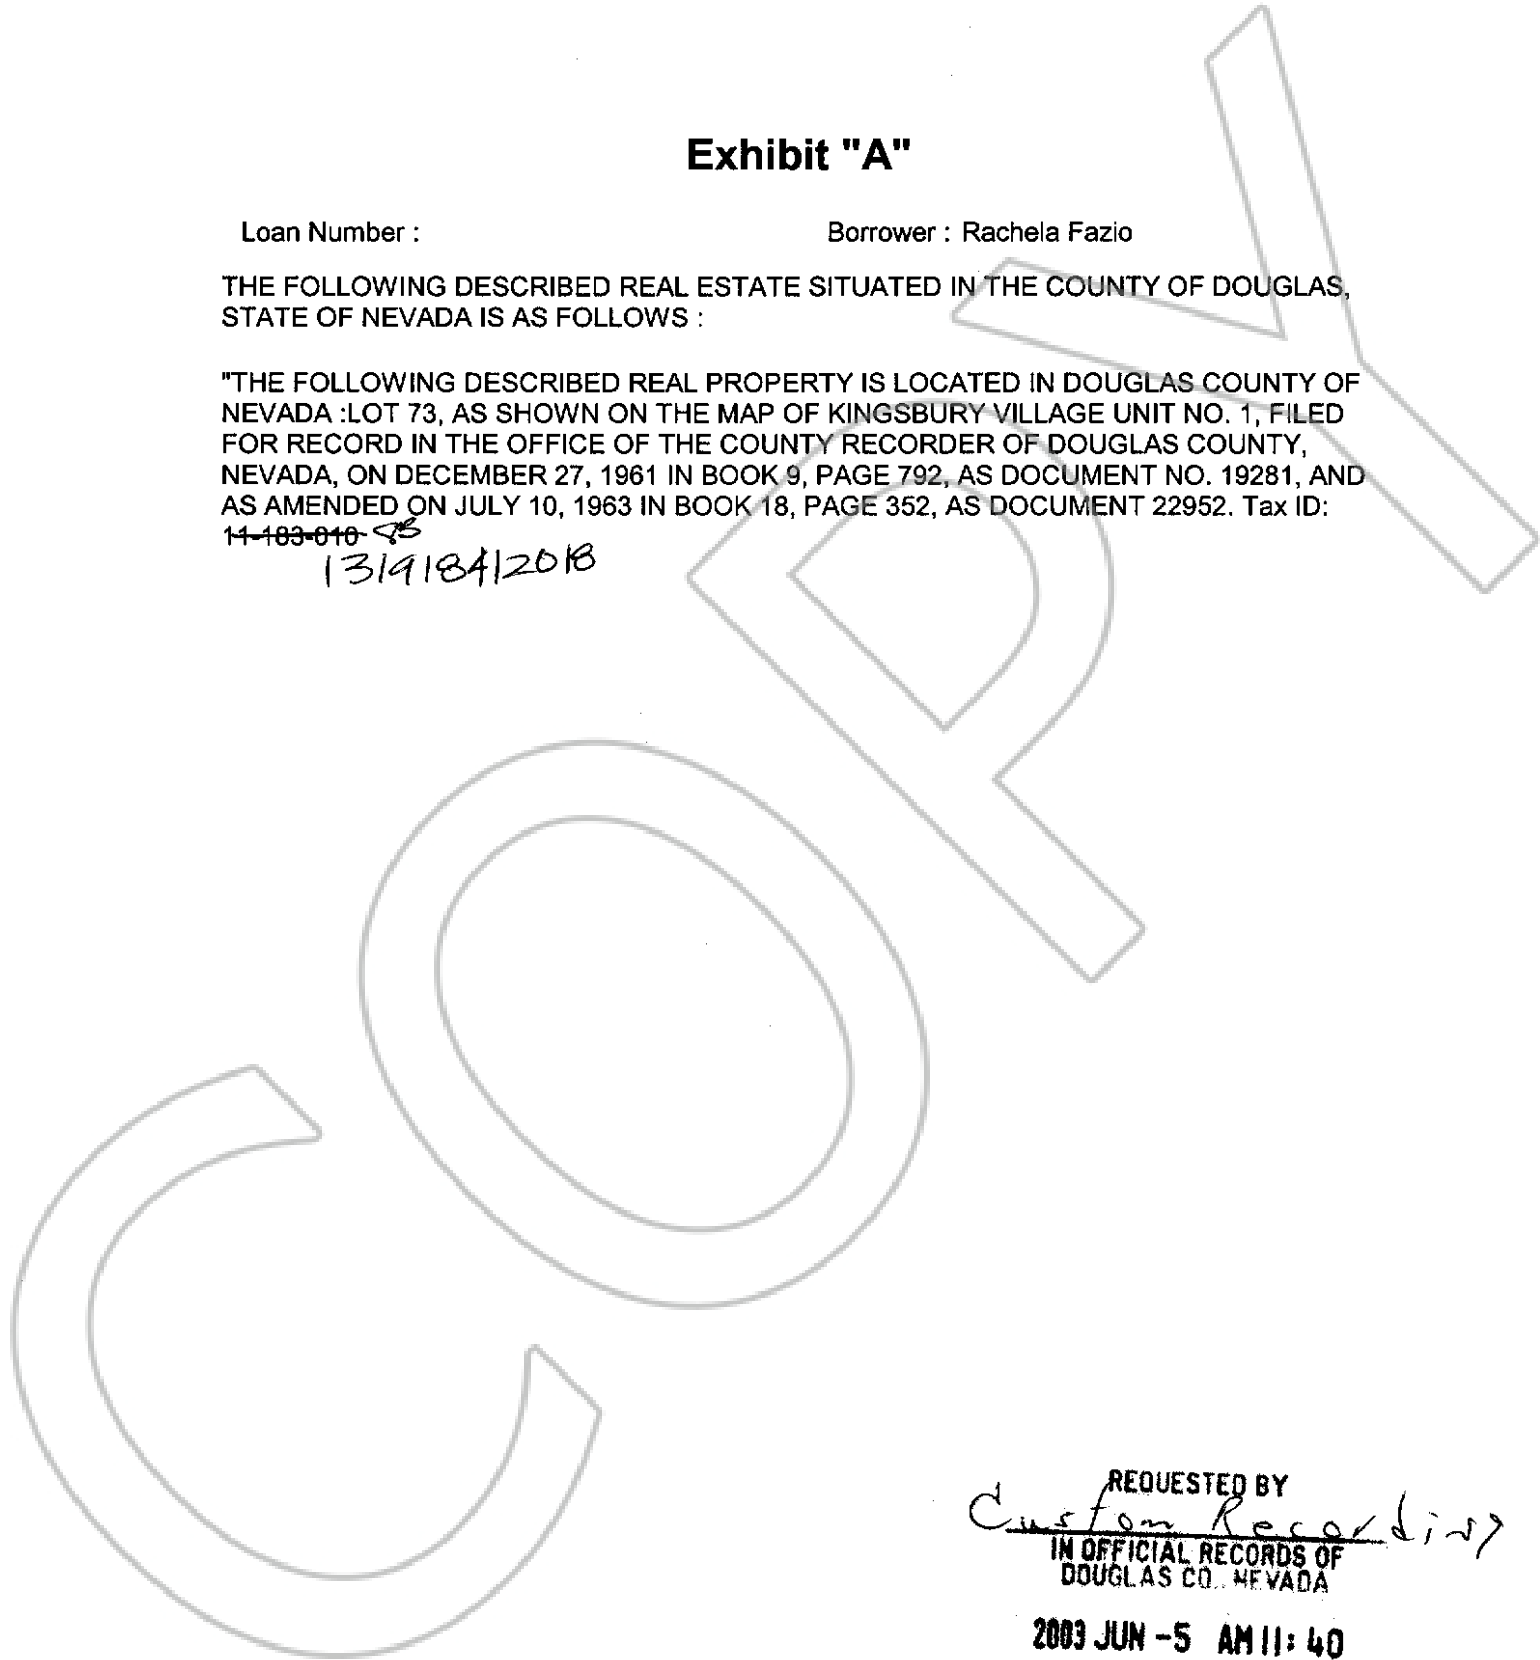 Exhibit "A"
Loan Number : Borrower : Rachela Fazio
THE FOLLOWING DESCRIBED REAL ESTATE SITUATED IN THE COUNTY OF DOUGLAS,
STATE OF NEVADA IS AS FOLLOWS :
"THE FOLLOWING DESCRIBED REAL PROPERTY IS LOCATED IN DOUGLAS COUNTY OF
NEVADA :LOT 73, AS SHOWN ON THE MAP OF KINGSBURY VILLAGE UNIT NO. 1, FILED
FOR RECORD IN THE OFFICE OF THE COUNTY RECORDER OF DOUGLAS COUNTY,
NEVADA, ON DECEMBER 27, 1961 IN BOOK 9, PAGE 792, AS DOCUMENT NO. 19281, AND
AS AMENDED ON JULY 10, 1963 IN BOOK 18, PAGE 352, AS DOCUMENT 22952. Tax ID:
11-183-010
131918412018
COPY
REQUESTED BY
Custom Recording
IN OFFICIAL RECORDS OF
DOUGLAS CO., NEVADA
2003 JUN -5 AM 11: 40